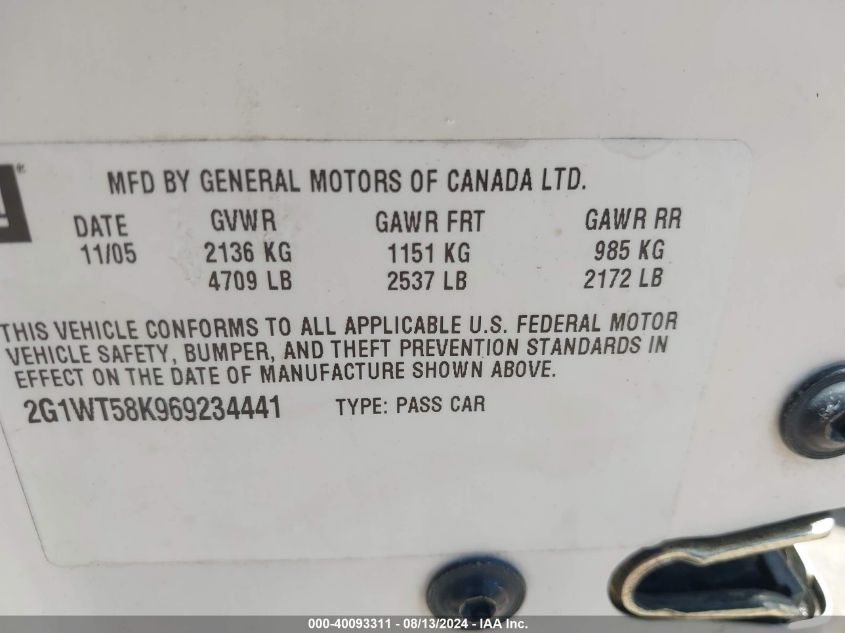 ®
MFD BY GENERAL MOTORS OF CANADA LTD.
DATE GVWR GAWR FRT GAWR RR
11/05 2136 KG 1151 KG 985 KG
4709 LB 2537 LB 2172 LB
THIS VEHICLE CONFORMS TO ALL APPLICABLE U.S. FEDERAL MOTOR
VEHICLE SAFETY, BUMPER, AND THEFT PREVENTION STANDARDS IN
EFFECT ON THE DATE OF MANUFACTURE SHOWN ABOVE.
2G1WT58K969234441 TYPE: PASS CAR
000-40093311 - 08/13/2024 - IAA Inc.